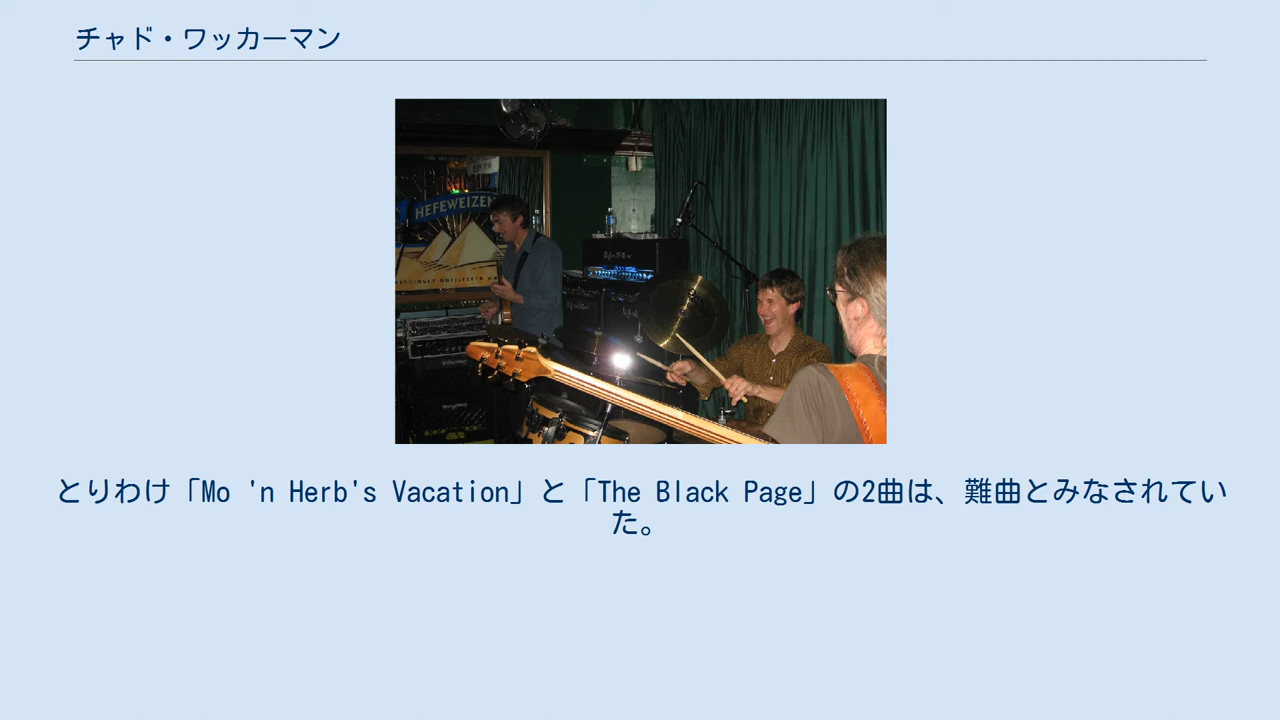 チャド・ワッカーマン
HEFEWEIZEN
とりわけ「Mo 'n Herb's Vacation」と「The Black Page」の2曲は、難曲とみなされてい
た。